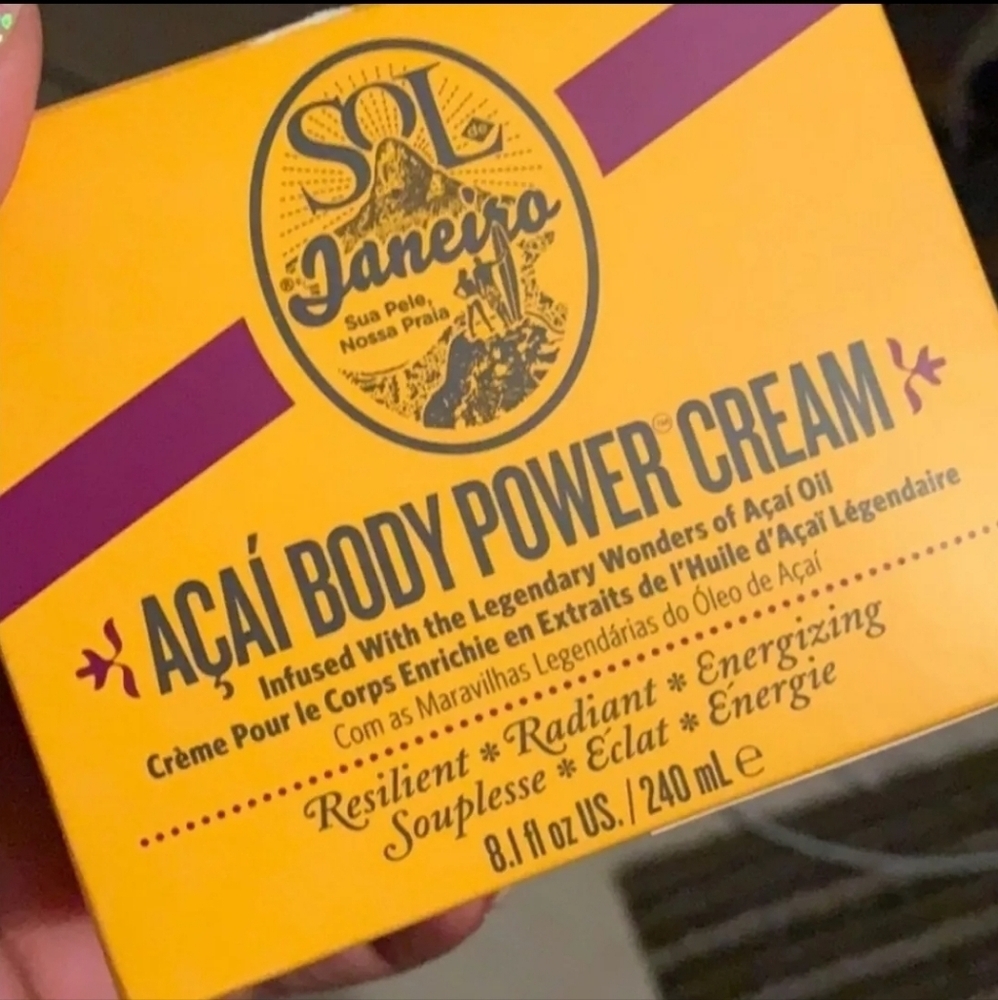 SOL de
Janeiro®
Sua Pele,
Nossa Praia
AÇAÍ BODY POWER™ CREAM
Infused With the Legendary Wonders of Açaí Oil
Crème Pour le Corps Enrichie en Extraits de l'Huile d'Açaï Légendaire
Com as Maravilhas Legendárias do Óleo de Açaí
Resilient * Radiant * Energizing
Souplesse * Éclat * Énergie
8.1 fl oz US. / 240 mL ℮